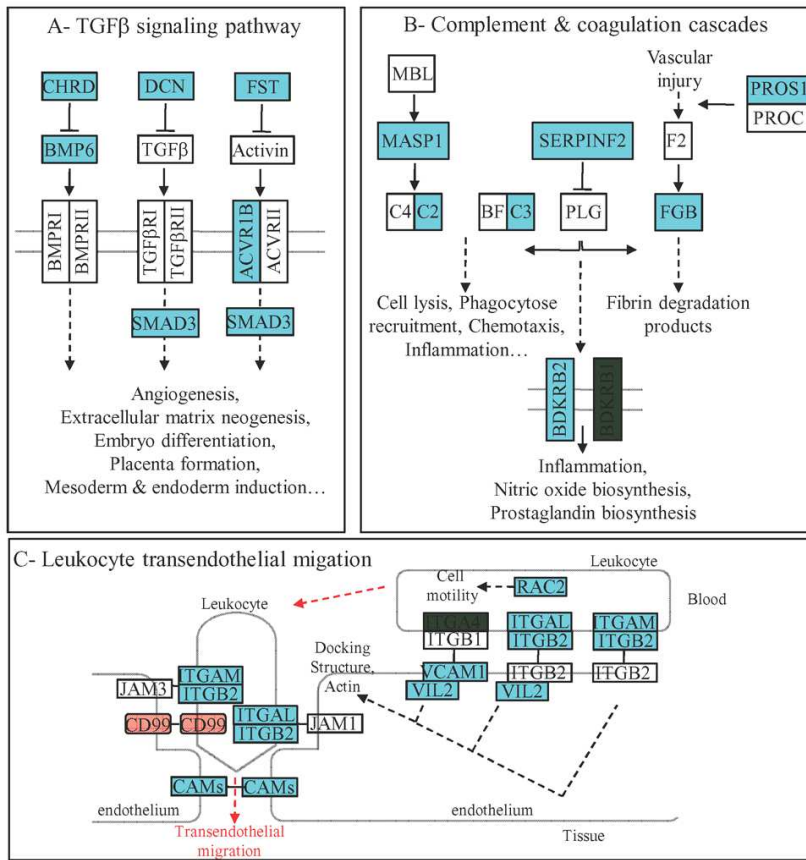 A- TGFβ signaling pathway
CHRD
DCN
FST
BMP6
TGFβ
Activin
BMPRI
BMPRII
TGFβRI
TGFβRII
ACVR1B
ACVRII
SMAD3
SMAD3
Angiogenesis,
Extracellular matrix neogenesis,
Embryo differentiation,
Placenta formation,
Mesoderm & endoderm induction…
B- Complement & coagulation cascades
MBL
Vascular
injury
PROS1
PROC
MASP1
SERPINF2
F2
C4
C2
BF
C3
PLG
FGB
Cell lysis, Phagocytose
recruitment, Chemotaxis,
Inflammation…
Fibrin degradation
products
BDKRB2
BDKRB1
Inflammation,
Nitric oxide biosynthesis,
Prostaglandin biosynthesis
C- Leukocyte transendothelial migation
Leukocyte
Cell
motility
RAC2
Blood
Leukocyte
ITGA4
ITGB1
ITGAL
ITGB2
ITGAM
ITGB2
Docking
Structure,
Actin
VCAM1
VIL2
ITGB2
VIL2
ITGB2
JAM3
ITGAM
ITGB2
CD99
CD99
ITGAL
ITGB2
JAM1
CAMs
CAMs
endothelium
endothelium
Transendothelial
migration
Tissue